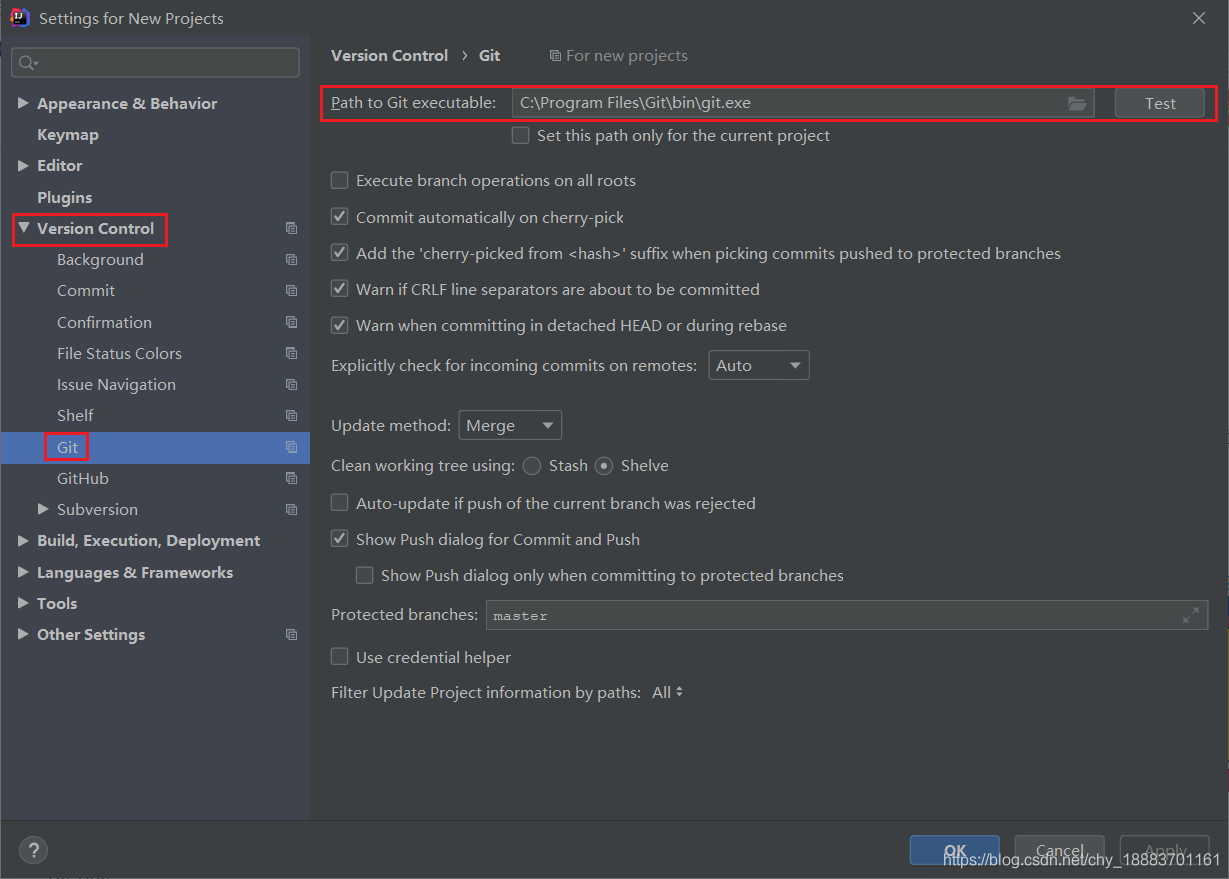 Settings for New Projects
Appearance & Behavior
Keymap
Editor
Plugins
Version Control
Background
Commit
Confirmation
File Status Colors
Issue Navigation
Shelf
Git
GitHub
Subversion
Build, Execution, Deployment
Languages & Frameworks
Tools
Other Settings
Version Control › Git For new projects
Path to Git executable: C:\Program Files\Git\bin\git.exe Test
Set this path only for the current project
Execute branch operations on all roots
Commit automatically on cherry-pick
Add the 'cherry-picked from <hash>' suffix when picking commits pushed to protected branches
Warn if CRLF line separators are about to be committed
Warn when committing in detached HEAD or during rebase
Explicitly check for incoming commits on remotes: Auto
Update method: Merge
Clean working tree using: Stash Shelve
Auto-update if push of the current branch was rejected
Show Push dialog for Commit and Push
Show Push dialog only when committing to protected branches
Protected branches: master
Use credential helper
Filter Update Project information by paths: All
? OK Cancel Apply
https://blog.csdn.net/chy_18883701161